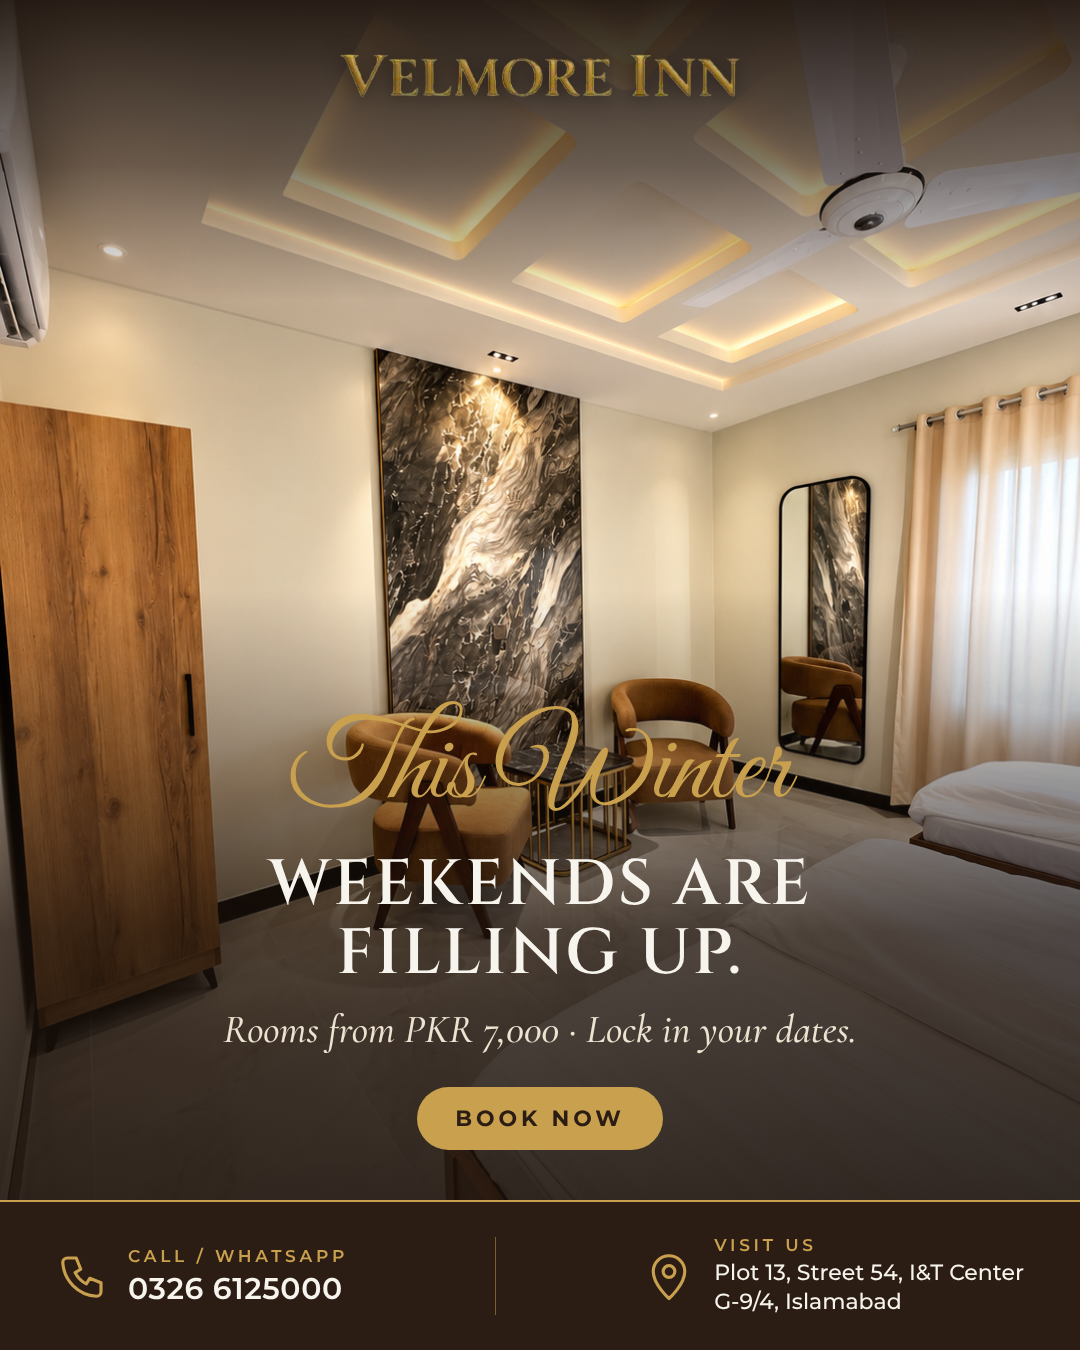 VELMORE INN
This Winter
WEEKENDS ARE
FILLING UP.
Rooms from PKR 7,000 · Lock in your dates.
BOOK NOW
CALL / WHATSAPP
0326 6125000
VISIT US
Plot 13, Street 54, I&T Center
G-9/4, Islamabad